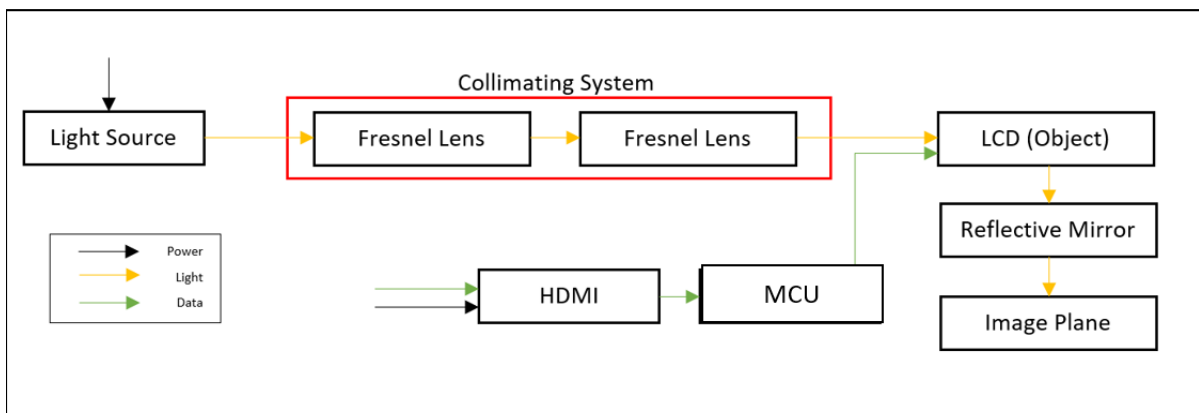 Collimating System
Light Source
Fresnel Lens
Fresnel Lens
LCD (Object)
Reflective Mirror
Power
Light
Data
HDMI
MCU
Image Plane